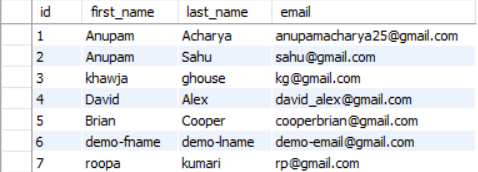 id first_name last_name email
1 Anupam Acharya anupamacharya25@gmail.com
2 Anupam Sahu sahu@gmail.com
3 khawja ghouse kg@gmail.com
4 David Alex david_alex@gmail.com
5 Brian Cooper cooperbrian@gmail.com
6 demo-fname demo-lname demo-email@gmail.com
7 roopa kumari rp@gmail.com